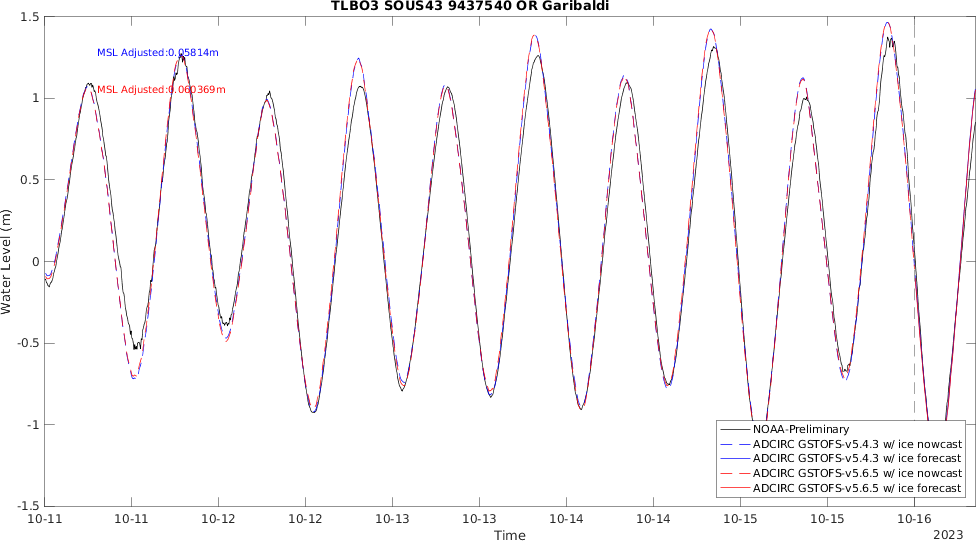 TLBO3 SOUS43 9437540 OR Garibaldi
MSL Adjusted:0.05814m
MSL Adjusted:0.060369m
Water Level (m)
1.5
1
0.5
0
-0.5
-1
-1.5
NOAA-Preliminary
ADCIRC GSTOFS-v5.4.3 w/ ice nowcast
ADCIRC GSTOFS-v5.4.3 w/ ice forecast
ADCIRC GSTOFS-v5.6.5 w/ ice nowcast
ADCIRC GSTOFS-v5.6.5 w/ ice forecast
10-11 10-11 10-12 10-12 10-13 10-13 10-14 10-14 10-15 10-15 10-16
Time
2023